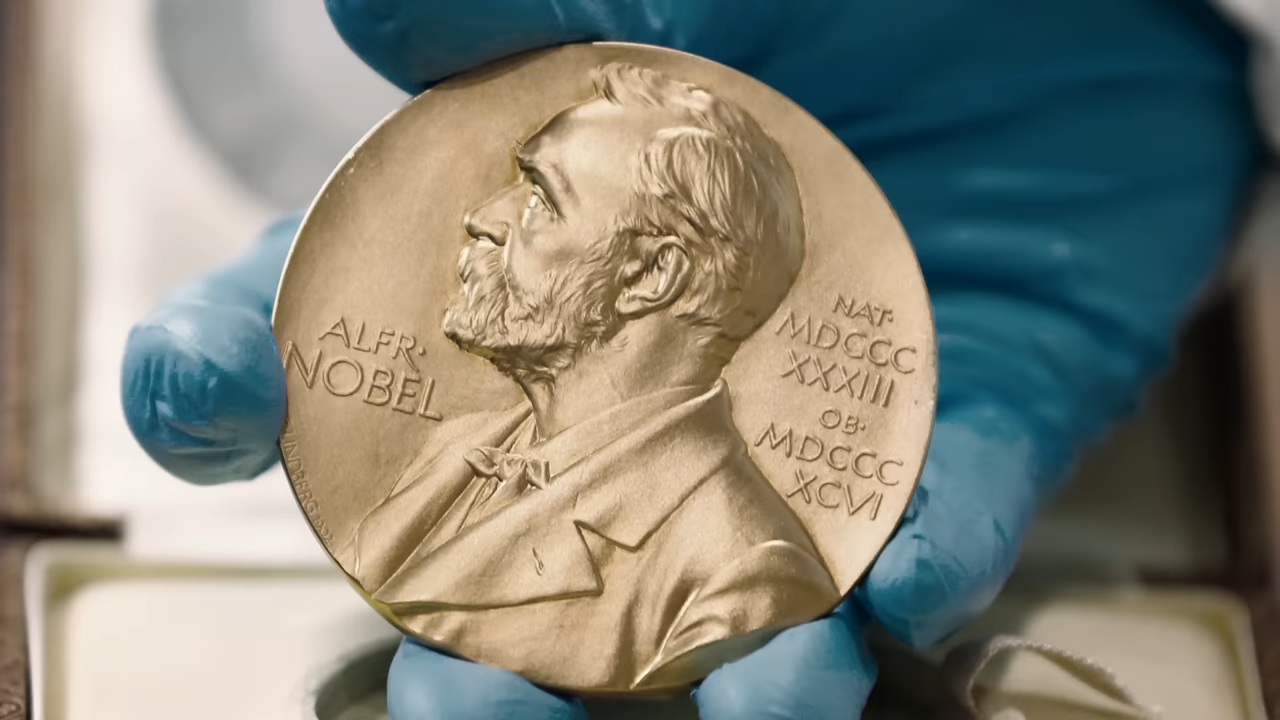 ALFR·
NOBEL
NAT·
MDCCC
XXXIII
OB·
MDCCC
XCVI